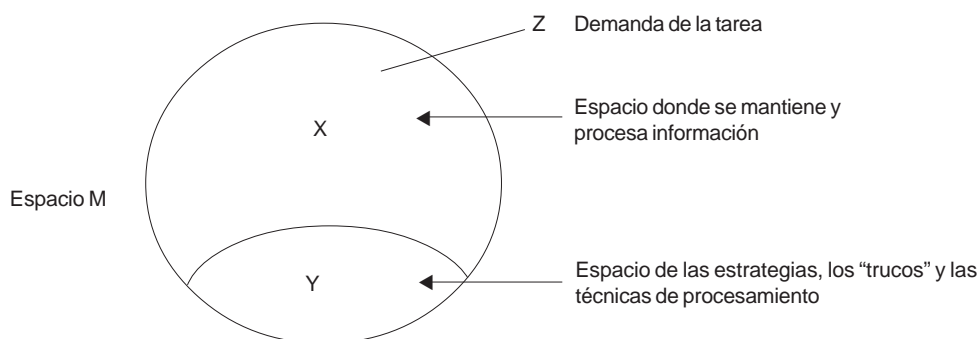 Z Demanda de la tarea
Espacio donde se mantiene y
procesa información
X
Espacio M
Espacio de las estrategias, los “trucos” y las
técnicas de procesamiento
Y